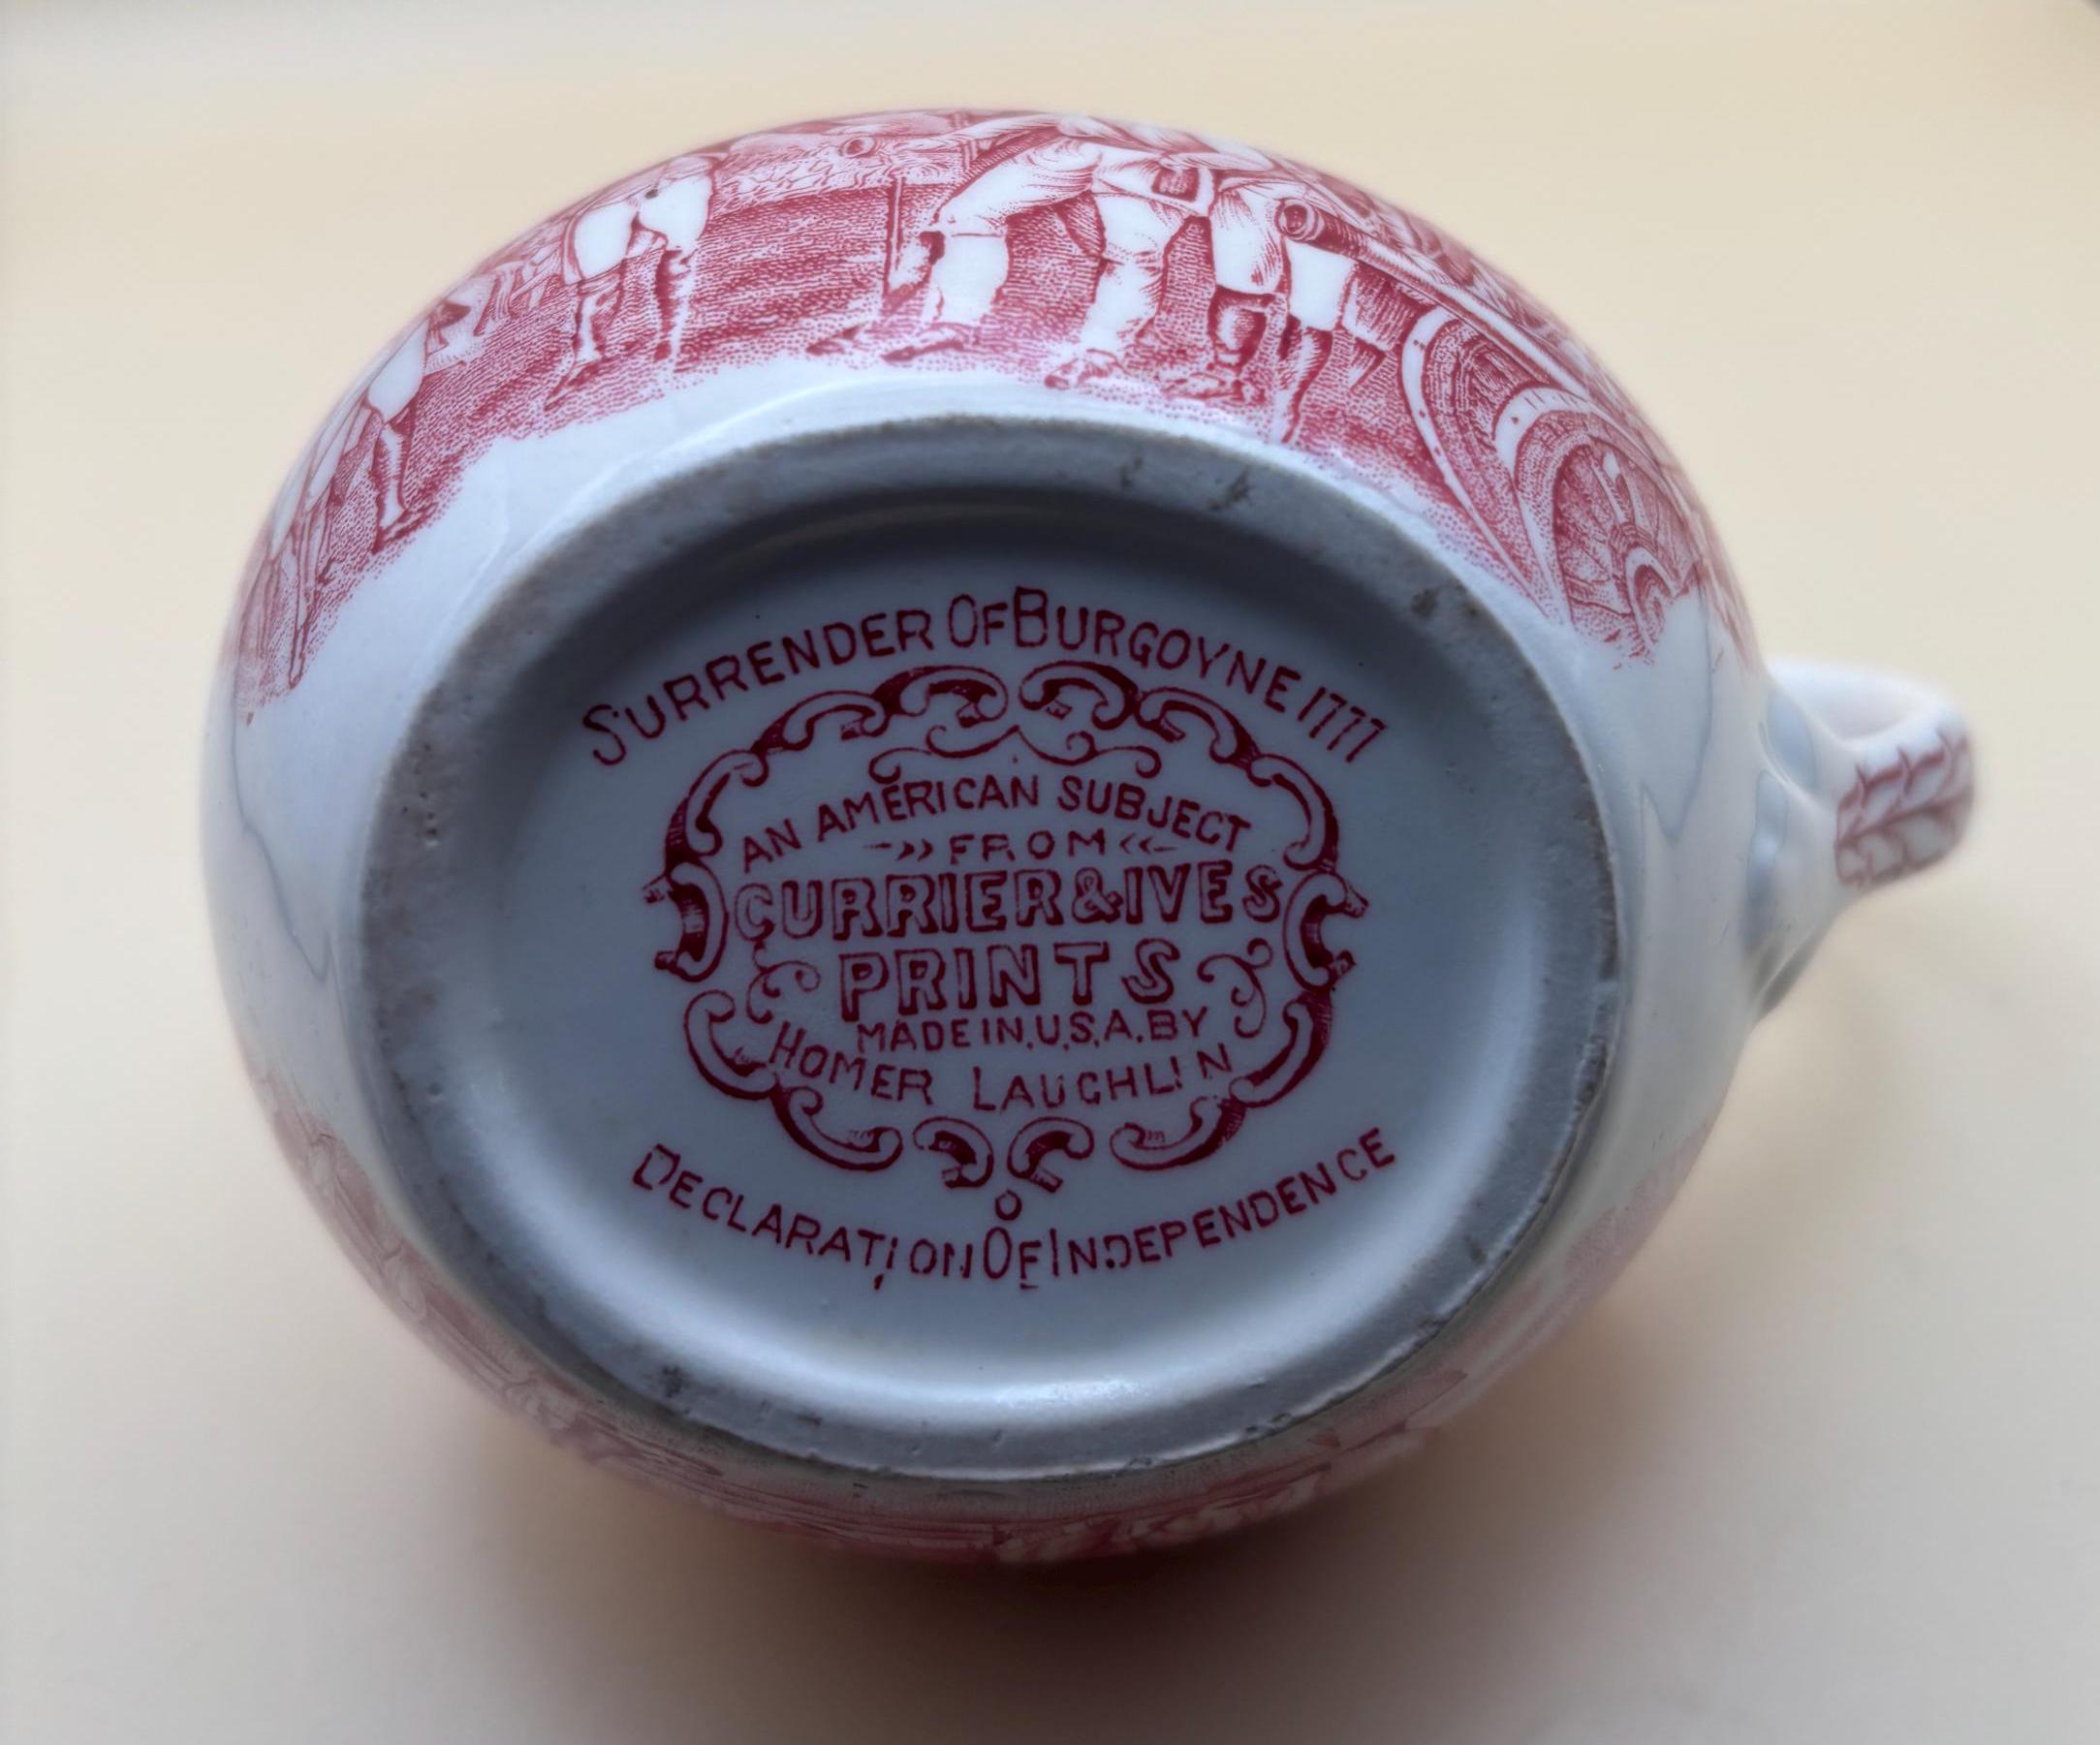 SURRENDER OF BURGOYNE 1777
AN AMERICAN SUBJECT
FROM
CURRIER & IVES
PRINTS
MADE IN U.S.A. BY
HOMER LAUGHLIN
DECLARATION OF INDEPENDENCE